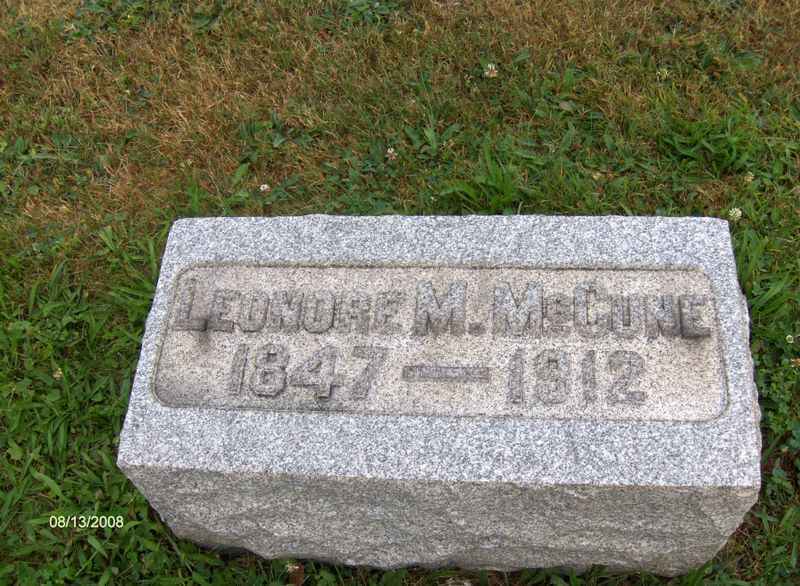 LEONORE M. McCUNE
1847 — 1912
08/13/2008